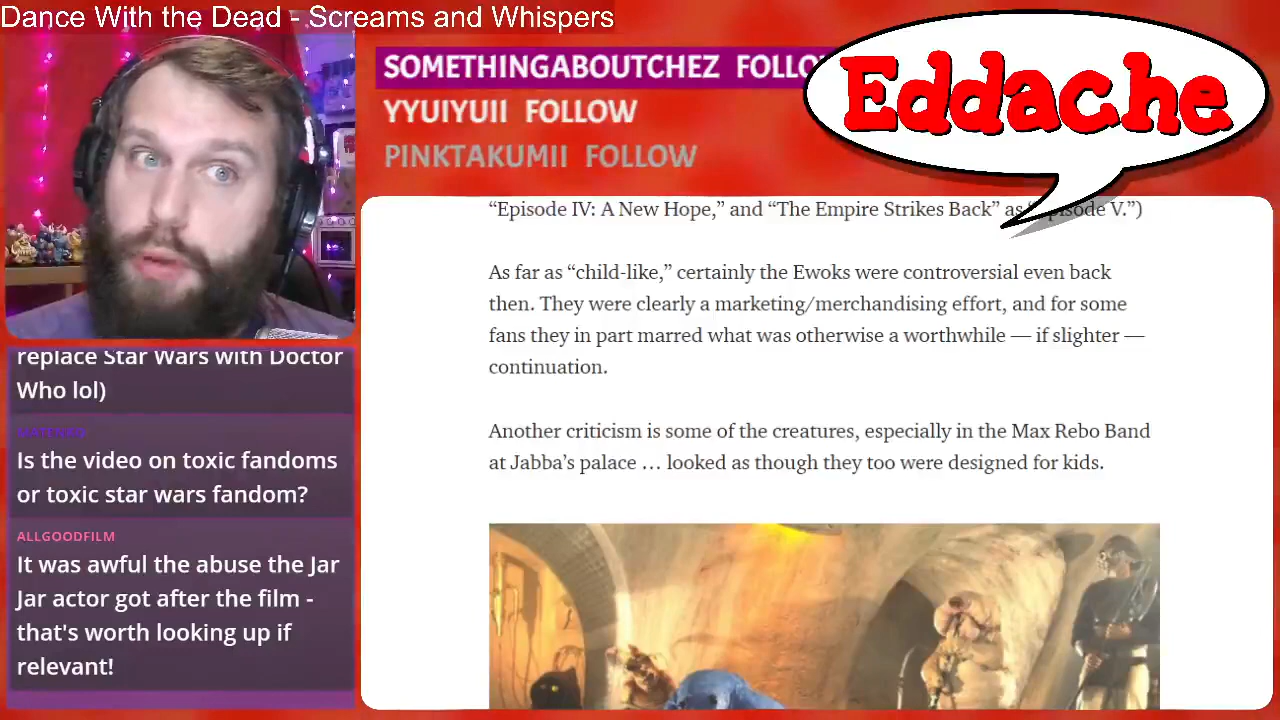 Dance With the Dead - Screams and Whispers
SOMETHINGABOUTCHEZ FOLLO
YYUIYUII FOLLOW
PINKTAKUMII FOLLOW
Eddache
“Episode IV: A New Hope,” and “The Empire Strikes Back” as “Episode V.”)
As far as “child-like,” certainly the Ewoks were controversial even back
then. They were clearly a marketing/merchandising effort, and for some
fans they in part marred what was otherwise a worthwhile — if slighter —
continuation.
Another criticism is some of the creatures, especially in the Max Rebo Band
at Jabba’s palace … looked as though they too were designed for kids.
replace Star Wars with Doctor
Who lol)
Is the video on toxic fandoms
or toxic star wars fandom?
ALLGOODFILM
It was awful the abuse the Jar
Jar actor got after the film -
that's worth looking up if
relevant!